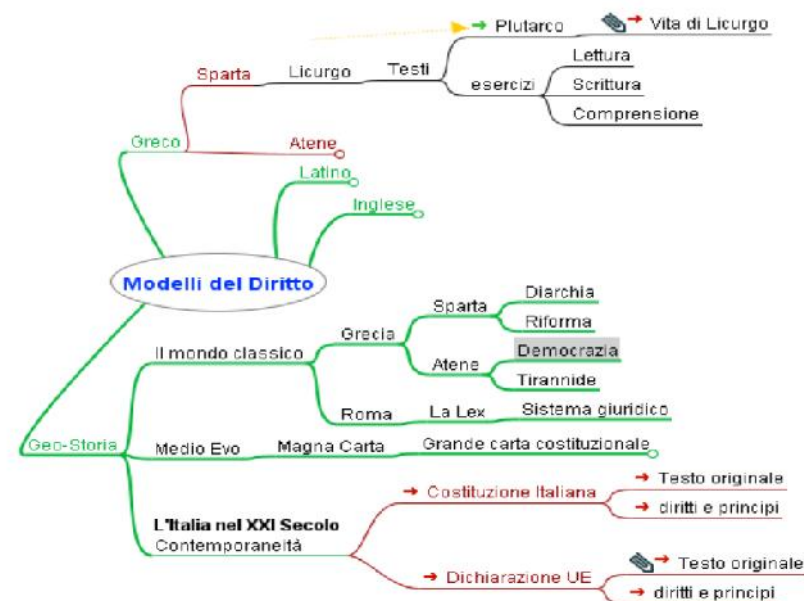 Plutarco
Vita di Licurgo
Lettura
Sparta
Licurgo
Testi
esercizi
Scrittura
Comprensione
Greco
Atene
Latino
Inglese
Modelli del Diritto
Diarchia
Sparta
Riforma
Grecia
Il mondo classico
Democrazia
Atene
Tirannide
Roma
La Lex
Sistema giuridico
Geo-Storia
Medio Evo
Magna Carta
Grande carta costituzionale
Testo originale
Costituzione Italiana
diritti e principi
L'Italia nel XXI Secolo
Contemporaneità
Testo originale
Dichiarazione UE
diritti e principi